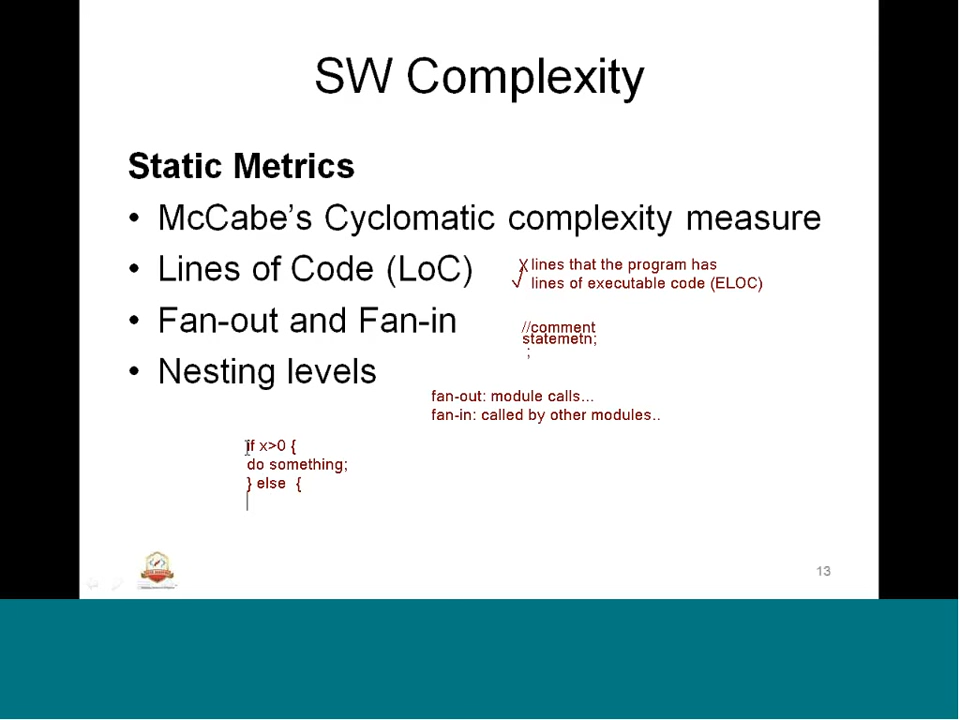 SW Complexity
Static Metrics
• McCabe's Cyclomatic complexity measure
• Lines of Code (LoC)
X lines that the program has
√ lines of executable code (ELOC)
• Fan-out and Fan-in
//comment
statemetn;
;
• Nesting levels
fan-out: module calls...
fan-in: called by other modules..
if x>0 {
do something;
} else {
13